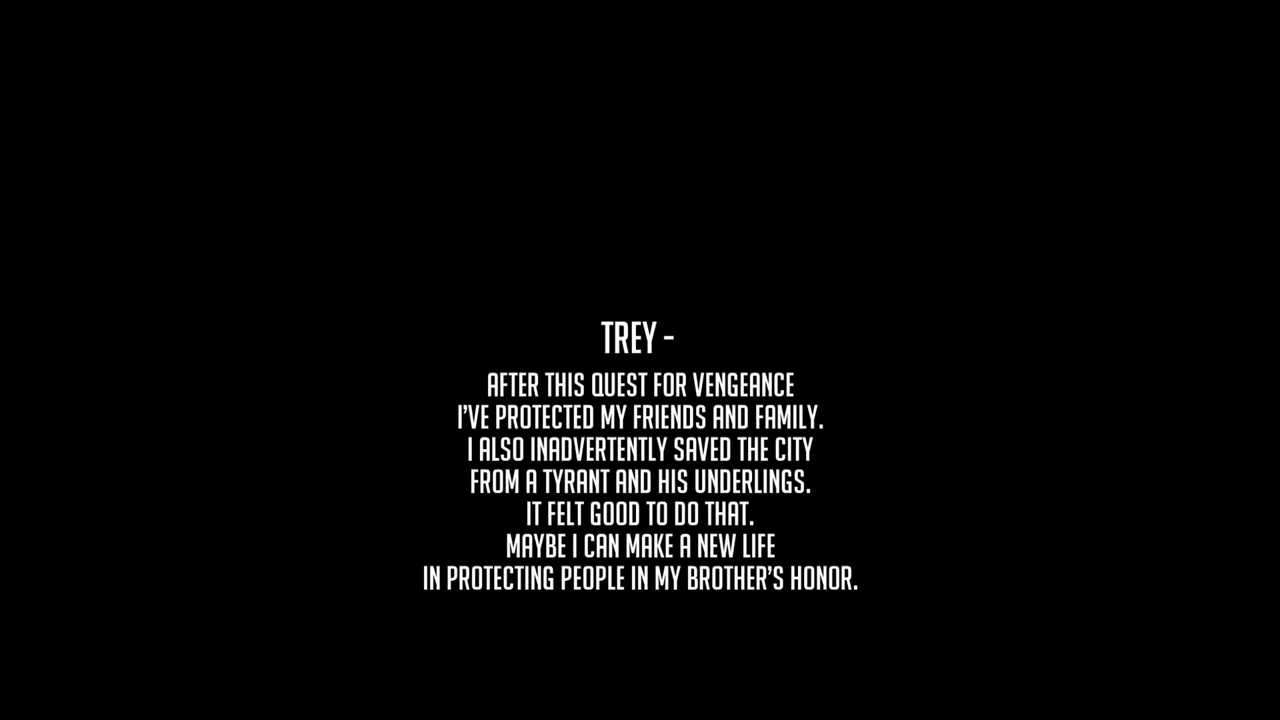 TREY -
AFTER THIS QUEST FOR VENGEANCE
I'VE PROTECTED MY FRIENDS AND FAMILY.
I ALSO INADVERTENTLY SAVED THE CITY
FROM A TYRANT AND HIS UNDERLINGS.
IT FELT GOOD TO DO THAT.
MAYBE I CAN MAKE A NEW LIFE
IN PROTECTING PEOPLE IN MY BROTHER'S HONOR.